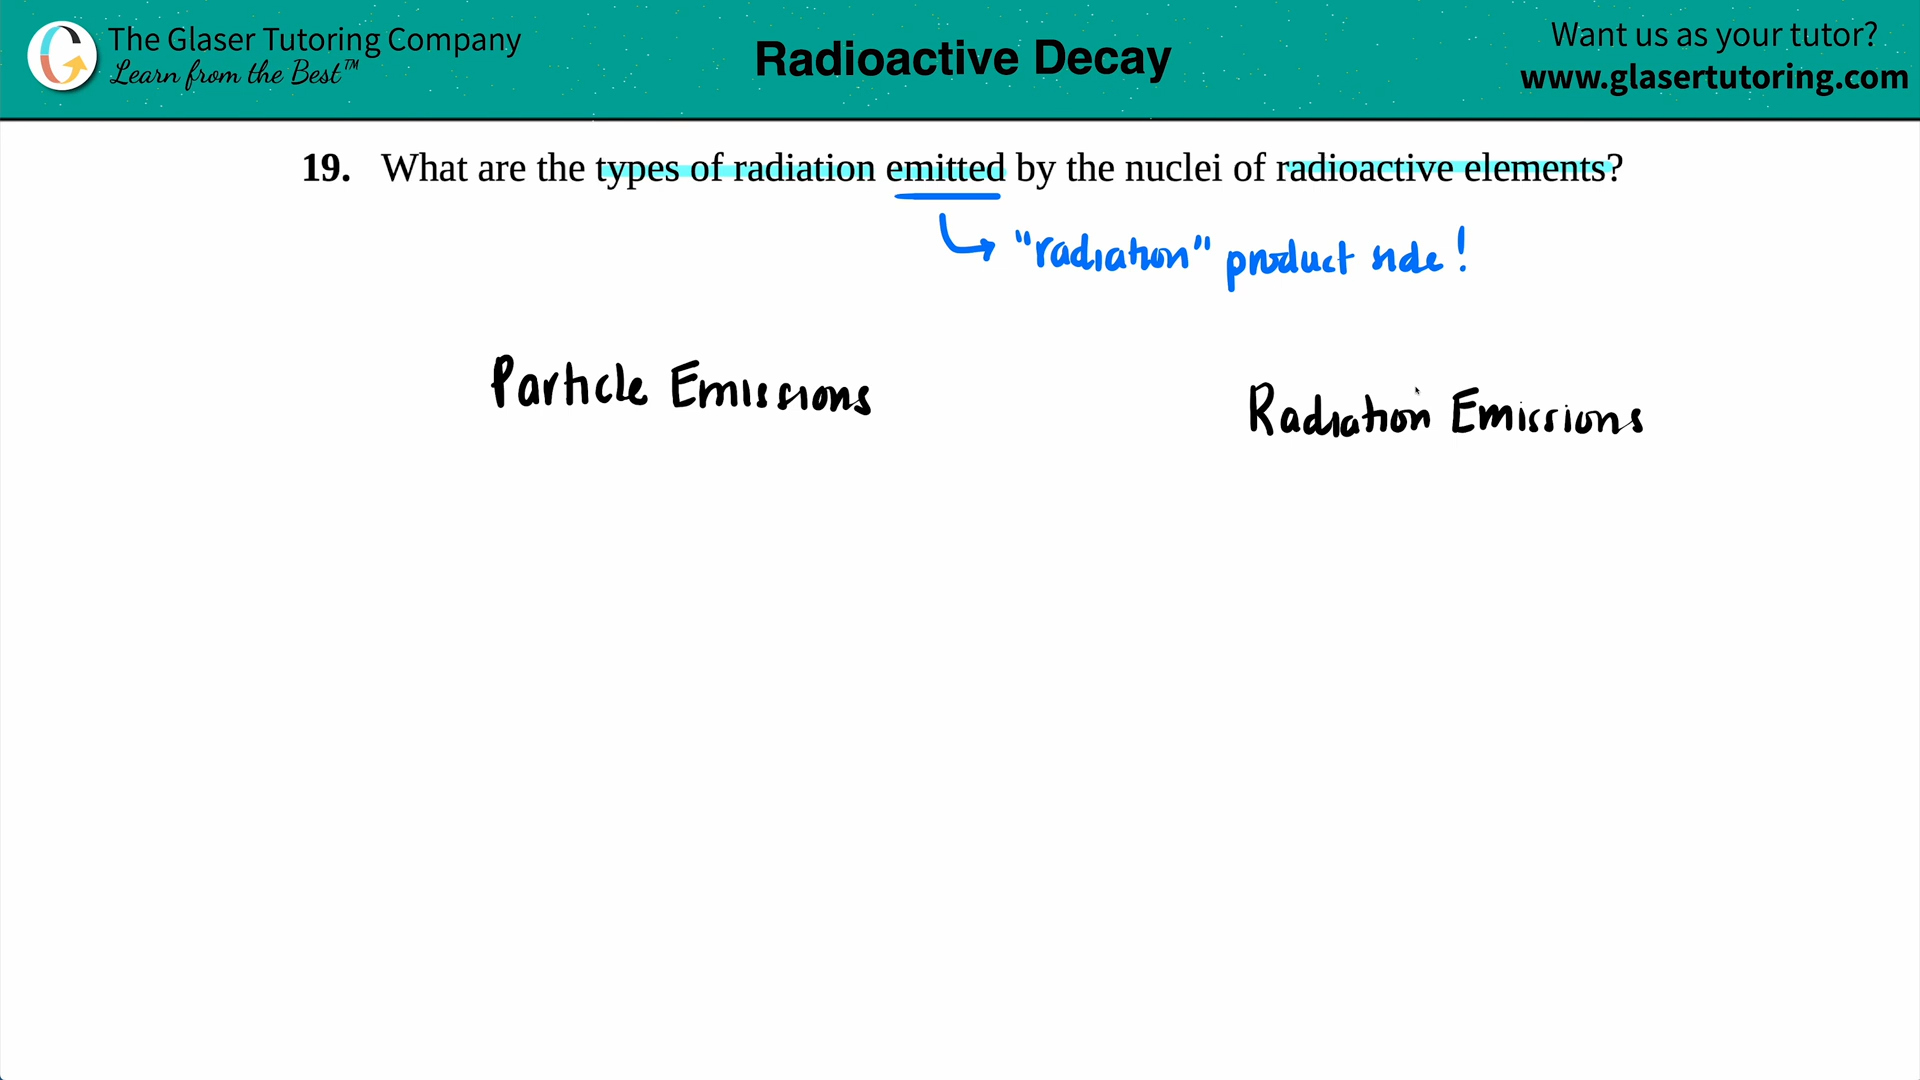 The Glaser Tutoring Company
Learn from the Best™
Radioactive Decay
Want us as your tutor?
www.glasertutoring.com
19. What are the types of radiation emitted by the nuclei of radioactive elements?
"radiation" product side!
Particle Emissions
Radiation Emissions